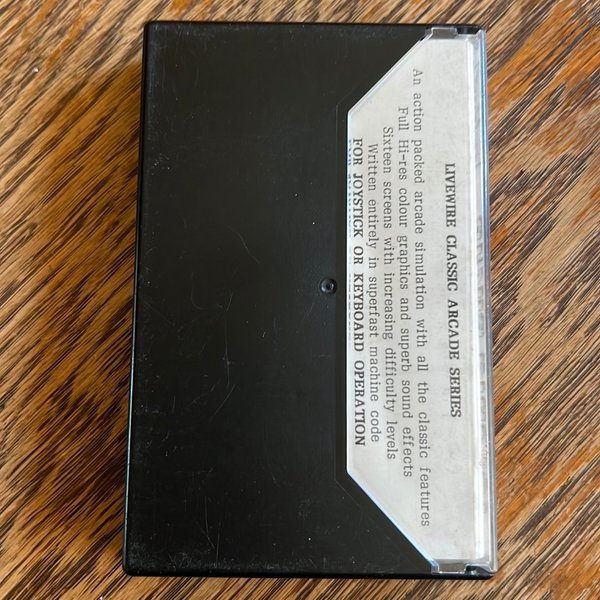 LIVEWIRE CLASSIC ARCADE SERIES
An action packed arcade simulation with all the classic features
Full Hi-res colour graphics and superb sound effects
Sixteen screens with increasing difficulty levels
Written entirely in superfast machine code
FOR JOYSTICK OR KEYBOARD OPERATION